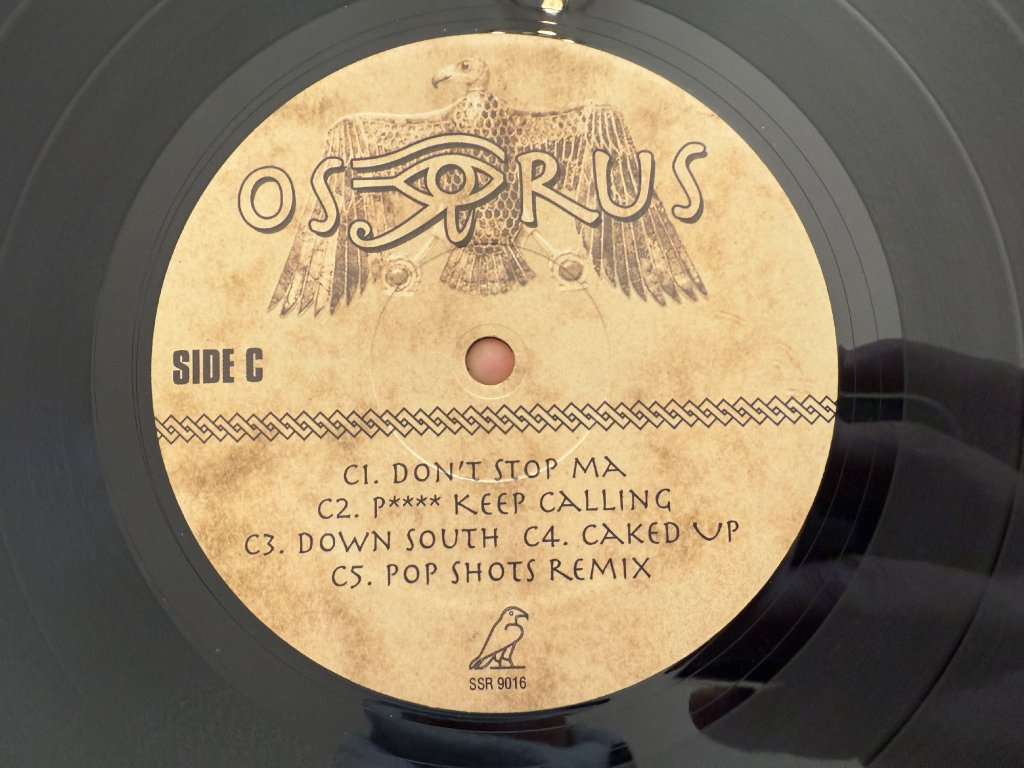 OSIRUS
SIDE C
C1. DON'T STOP MA
C2. P**** KEEP CALLING
C3. DOWN SOUTH C4. CAKED UP
C5. POP SHOTS REMIX
SSR 9016